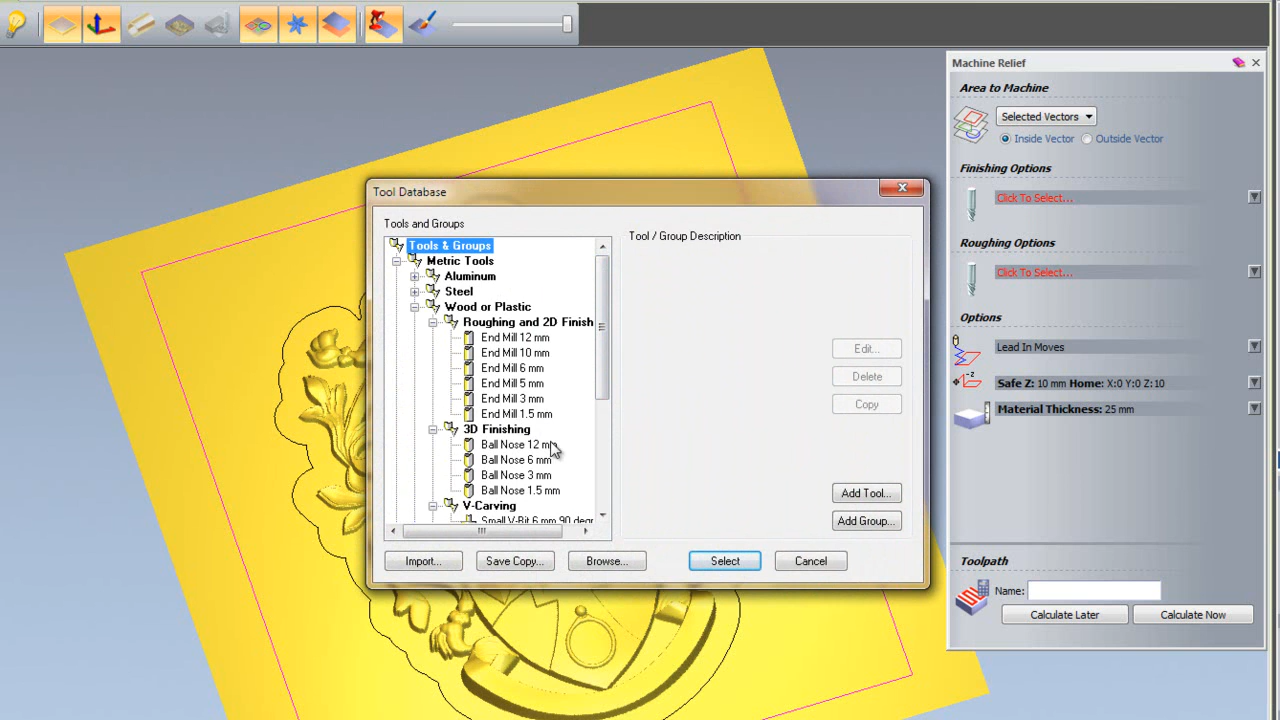 Machine Relief
Area to Machine
Selected Vectors
Inside Vector
Outside Vector
Finishing Options
Click To Select...
Roughing Options
Click To Select...
Options
Lead In Moves
Safe Z: 10 mm Home: X:0 Y:0 Z:10
Material Thickness: 25 mm
Toolpath
Name:
Calculate Later
Calculate Now
Tool Database
Tools and Groups
Tools & Groups
Metric Tools
Aluminum
Steel
Wood or Plastic
Roughing and 2D Finish
End Mill 12 mm
End Mill 10 mm
End Mill 6 mm
End Mill 5 mm
End Mill 3 mm
End Mill 1.5 mm
3D Finishing
Ball Nose 12 mm
Ball Nose 6 mm
Ball Nose 3 mm
Ball Nose 1.5 mm
V-Carving
Small V-Bit 6 mm 90 degr
Tool / Group Description
Edit...
Delete
Copy
Add Tool...
Add Group...
Import...
Save Copy...
Browse...
Select
Cancel